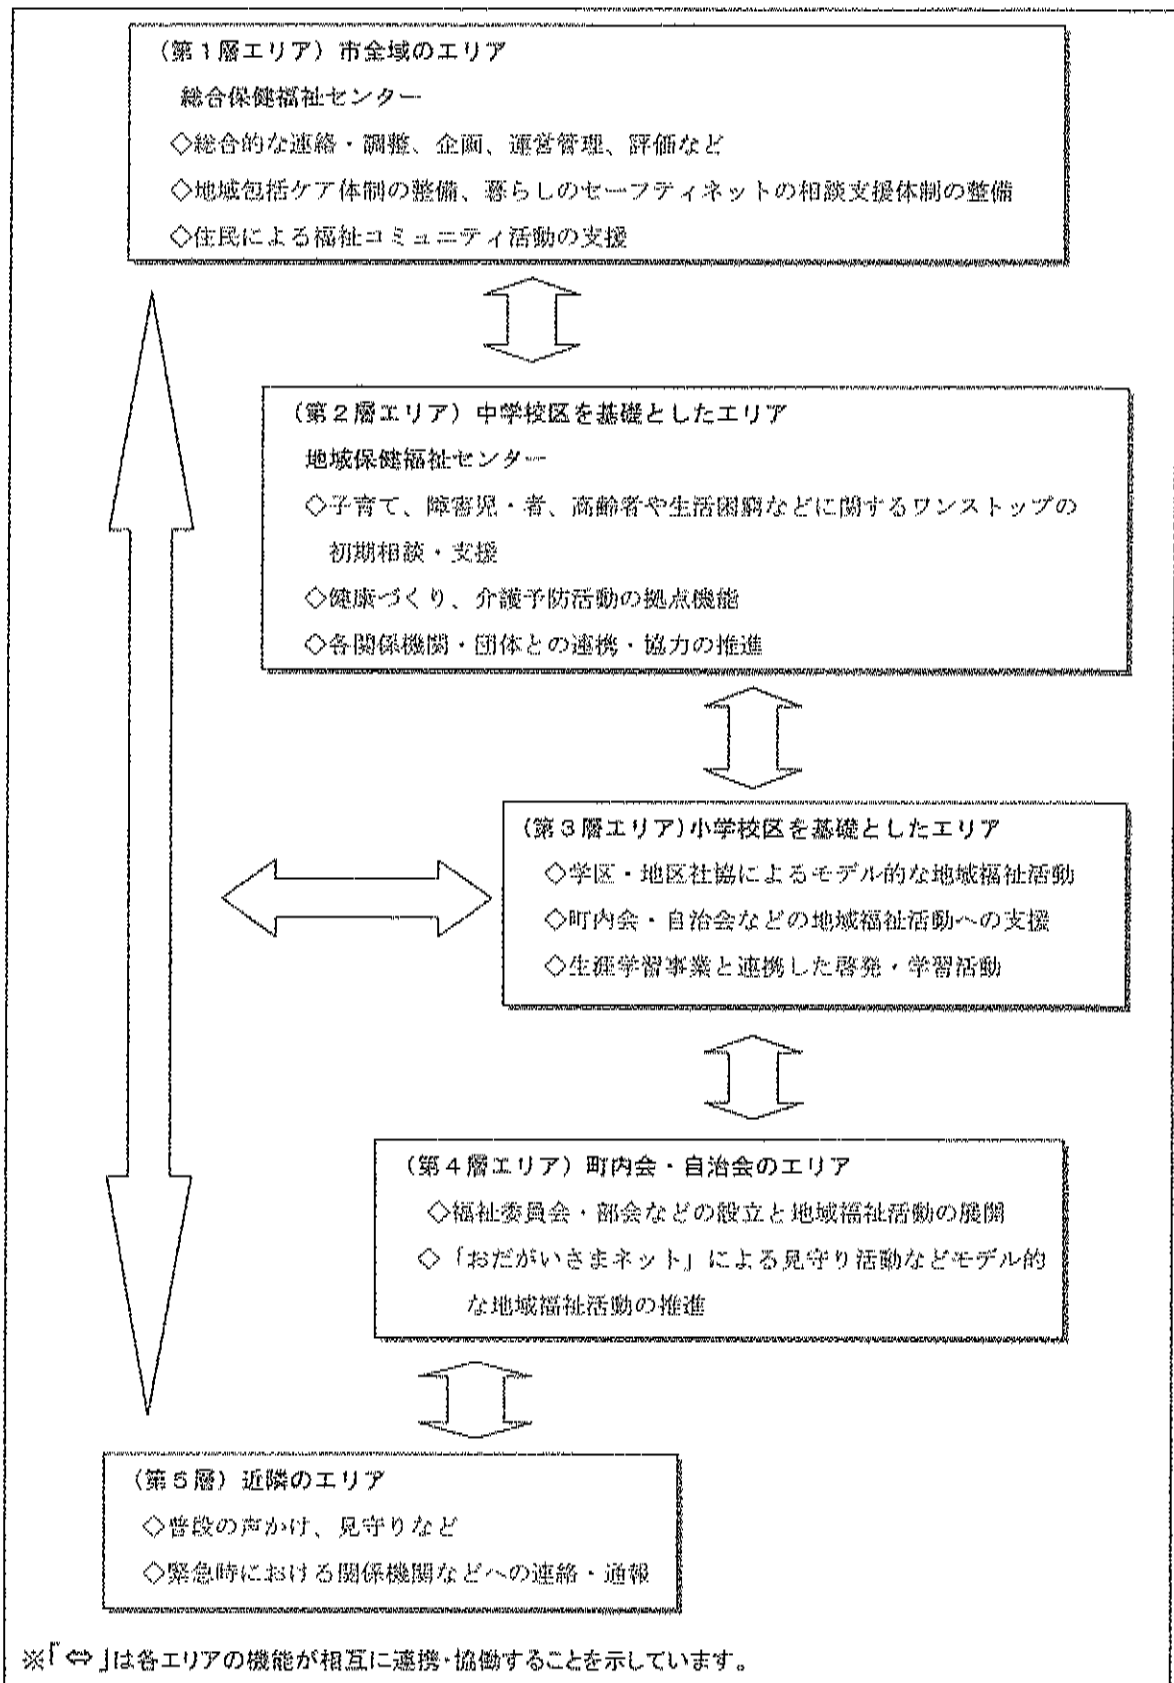 （第１層エリア）市全域のエリア
総合保健福祉センター
◇総合的な連絡・調整、企画、運営管理、評価など
◇地域包括ケア体制の整備、暮らしのセーフティネットの相談支援体制の整備
◇住民による福祉コミュニティ活動の支援
（第２層エリア）中学校区を基礎としたエリア
地域保健福祉センター
◇子育て、障害児・者、高齢者や生活困窮などに関するワンストップの
初期相談・支援
◇健康づくり、介護予防活動の拠点機能
◇各関係機関・団体との連携・協力の推進
（第３層エリア）小学校区を基礎としたエリア
◇学区・地区社協によるモデル的な地域福祉活動
◇町内会・自治会などの地域福祉活動への支援
◇生涯学習事業と連携した啓発・学習活動
（第４層エリア）町内会・自治会のエリア
◇福祉委員会・部会などの設立と地域福祉活動の展開
◇「おだがいさまネット」による見守り活動などモデル的
な地域福祉活動の推進
（第５層）近隣のエリア
◇普段の声かけ、見守りなど
◇緊急時における関係機関などへの連絡・通報
※「⇔」は各エリアの機能が相互に連携・協働することを示しています。